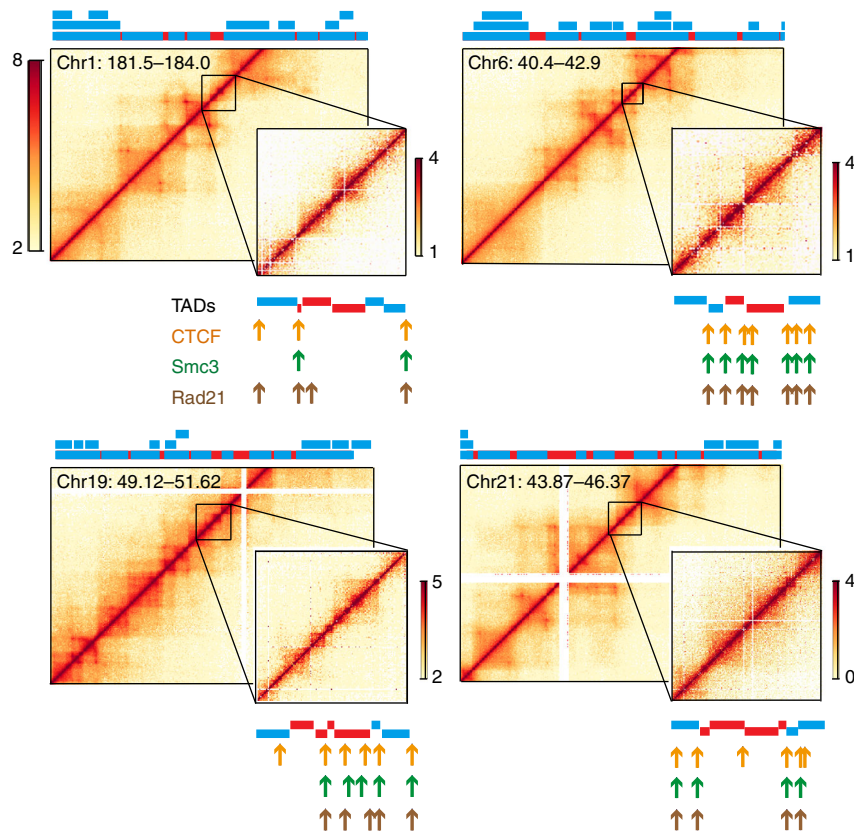 8
2
Chr1: 181.5–184.0
4
1
Chr6: 40.4–42.9
4
1
TADs
CTCF
Smc3
Rad21
Chr19: 49.12–51.62
5
2
Chr21: 43.87–46.37
4
0